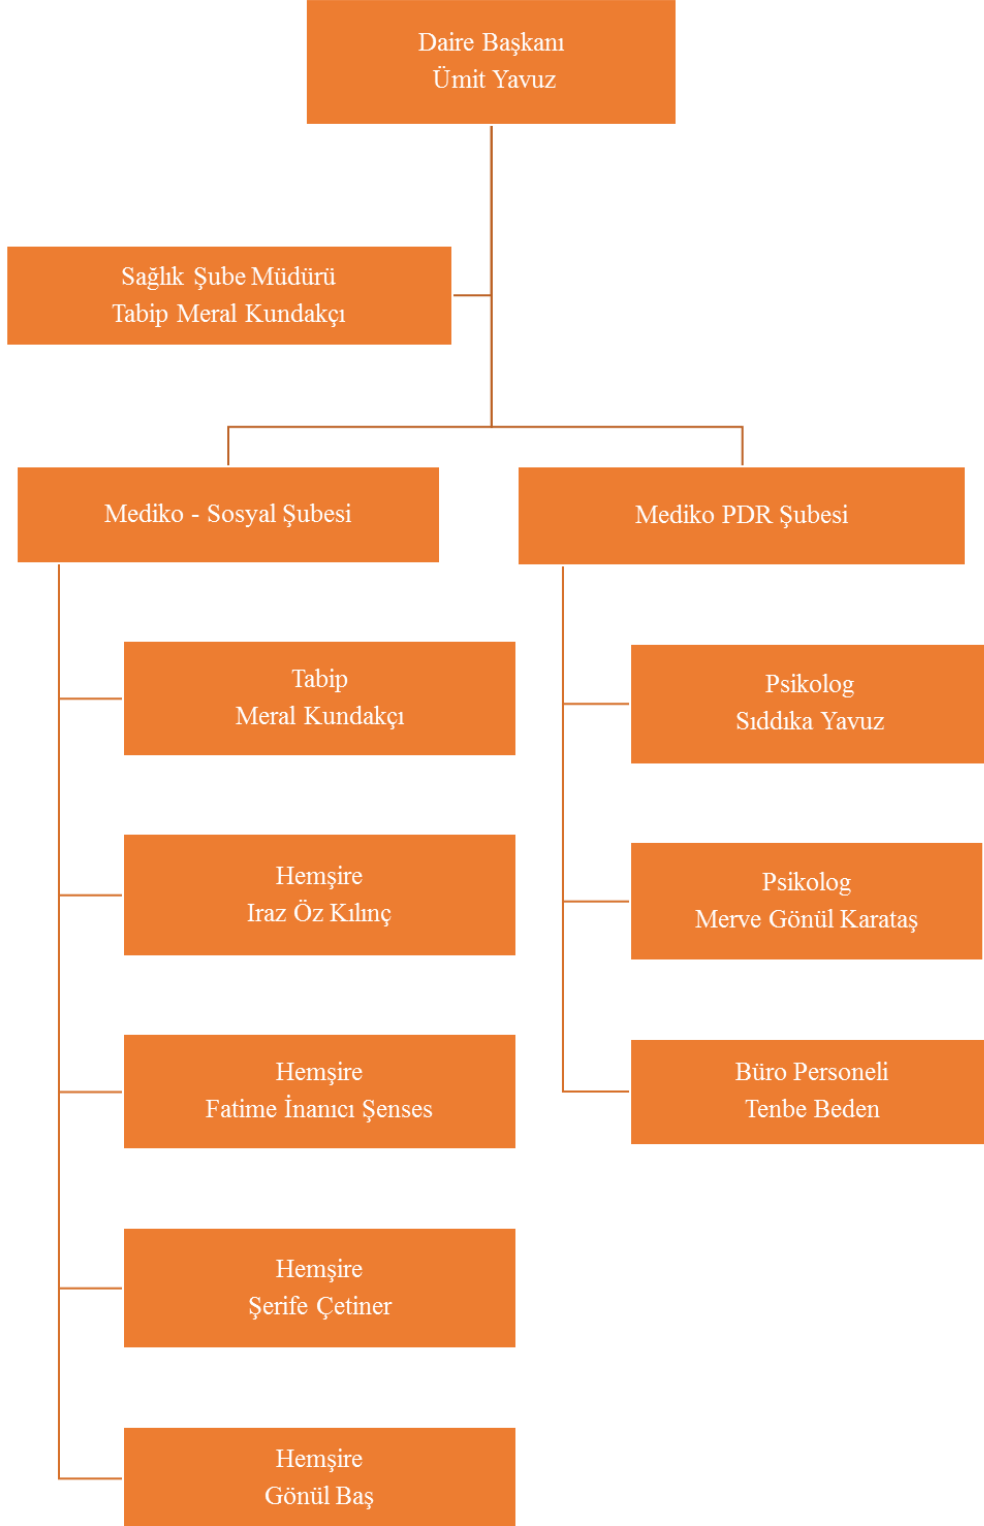 Daire Başkanı
Ümit Yavuz
Sağlık Şube Müdürü
Tabip Meral Kundakçı
Mediko - Sosyal Şubesi
Tabip
Meral Kundakçı
Hemşire
Iraz Öz Kılınç
Hemşire
Fatime İnanıcı Şenses
Hemşire
Şerife Çetiner
Hemşire
Gönül Baş
Mediko PDR Şubesi
Psikolog
Sıddıka Yavuz
Psikolog
Merve Gönül Karataş
Büro Personeli
Tenbe Beden